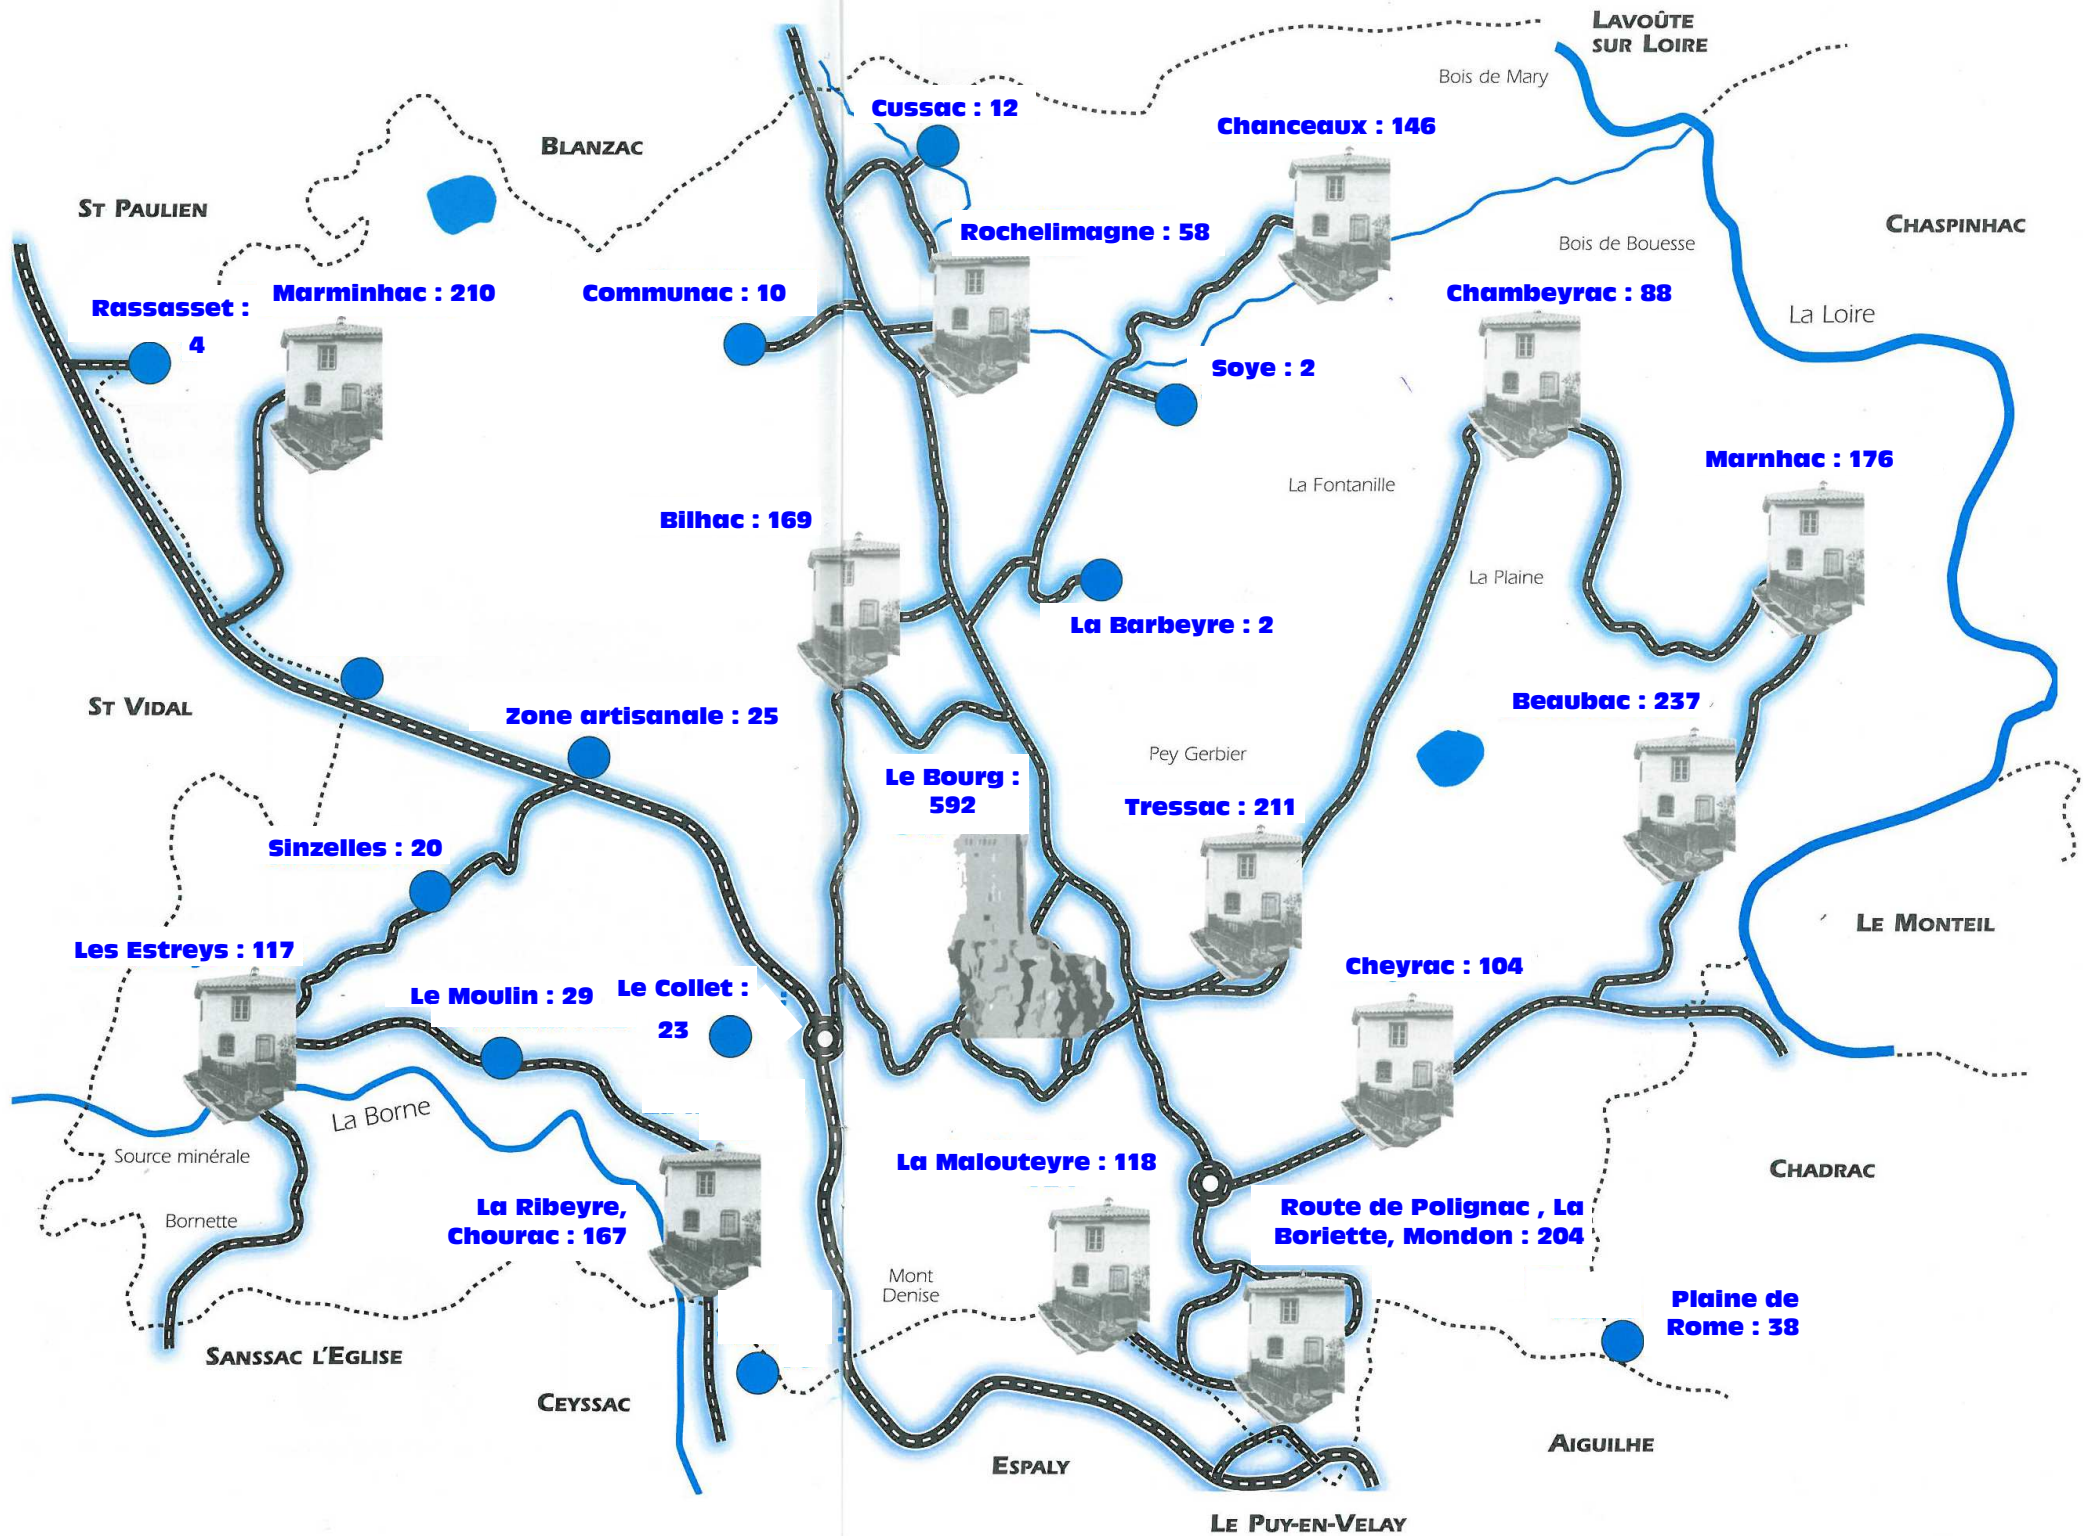 LAVOÛTE
SUR LOIRE
Bois de Mary
Cussac : 12
Chanceaux : 146
BLANZAC
ST PAULIEN
CHASPINHAC
Rochelimagne : 58
Bois de Bouesse
Marminhac : 210
Communac : 10
Chambeyrac : 88
Rassasset :
4
La Loire
Soye : 2
Marnhac : 176
La Fontanille
Bilhac : 169
La Plaine
La Barbeyre : 2
ST VIDAL
Zone artisanale : 25
Beaubac : 237
Pey Gerbier
Le Bourg :
592
Tressac : 211
Sinzelles : 20
LE MONTEIL
Les Estreys : 117
Cheyrac : 104
Le Moulin : 29
Le Collet :
23
La Borne
Source minérale
La Malouteyre : 118
CHADRAC
Bornette
La Ribeyre,
Chourac : 167
Route de Polignac , La
Boriette, Mondon : 204
Mont
Denise
Plaine de
Rome : 38
SANSSAC L'EGLISE
CEYSSAC
AIGUILHE
ESPALY
LE PUY-EN-VELAY